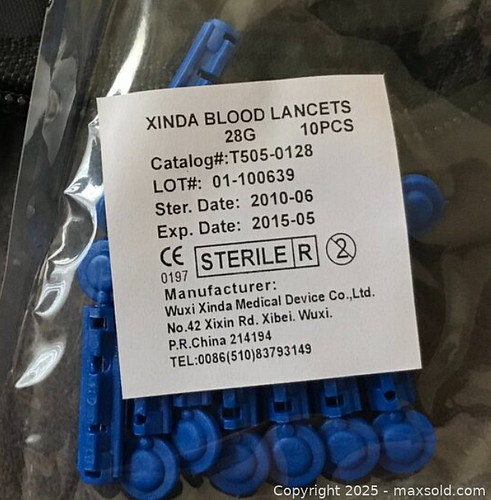 XINDA BLOOD LANCETS
28G 10PCS
Catalog#:T505-0128
LOT#: 01-100639
Ster. Date: 2010-06
Exp. Date: 2015-05
CE 0197 STERILE R 2
Manufacturer:
Wuxi Xinda Medical Device Co.,Ltd.
No.42 Xixin Rd. Xibei. Wuxi.
P.R.China 214194
TEL:0086(510)83793149
Copyright © 2025 - maxsold.com